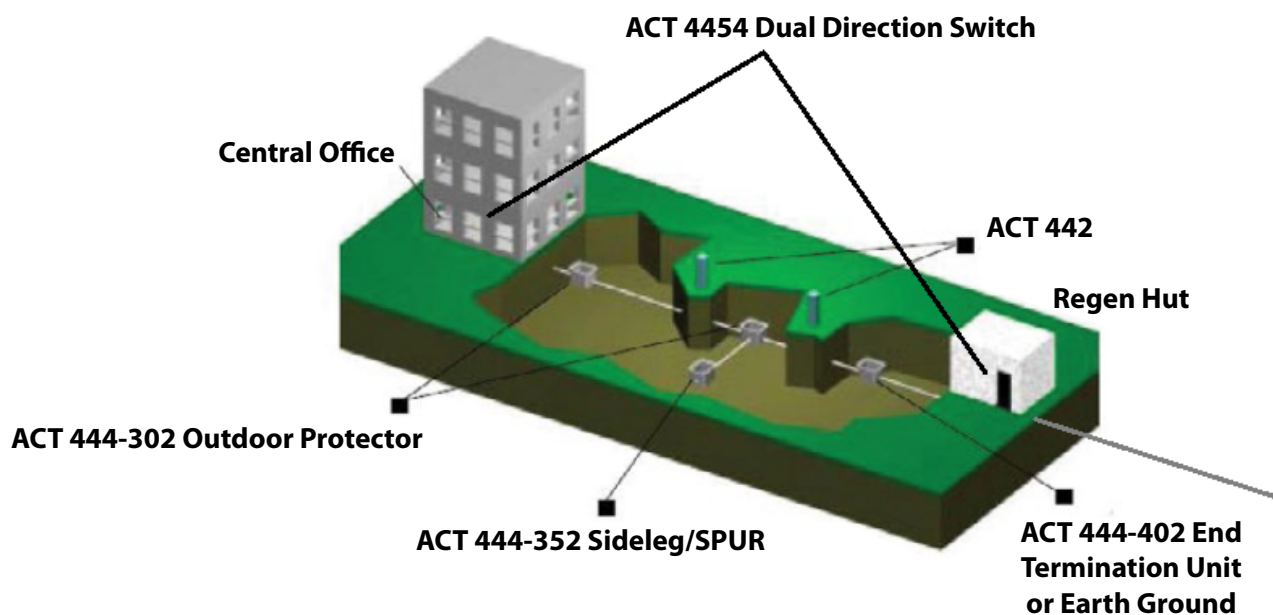 ACT 4454 Dual Direction Switch
Central Office
ACT 442
Regen Hut
ACT 444-302 Outdoor Protector
ACT 444-352 Sideleg/SPUR
ACT 444-402 End
Termination Unit
or Earth Ground